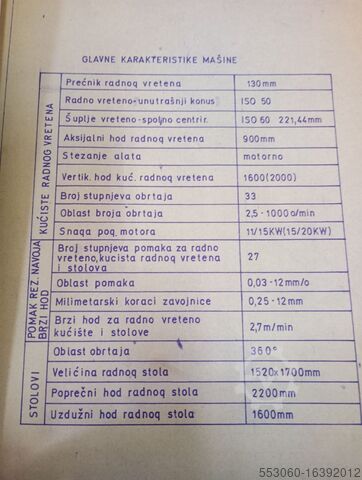 GLAVNE KARAKTERISTIKE MAŠINE
KUĆISTE RADNOG VRETENA
Prečnik radnog vretena 130mm
Radno vreteno-unutrašnji konus ISO 50
Šuplje vreteno-spoljno centrir. ISO 60 221,44mm
Aksijalni hod radnog vretena 900mm
Stezanje alata motorno
Vertik. hod kuć. radnog vretena 1600(2000)
Broj stupnjeva obrtaja 33
Oblast broja obrtaja 2,5-1000 o/min
Snaga pog. motora 11/15KW(15/20KW)
POMAK REZ. NAVOJA
BRZI HOD
Broj stupnjeva pomaka za radno
vreteno,kucista radnog vretena 27
i stolova
Oblast pomaka 0,03-12mm/o
Milimetarski koraci zavojnice 0,25-12mm
Brzi hod za radno vreteno
kućište i stolove 2,7m/min
STOLOVI
Oblast obrtaja 360°
Veličina radnog stola 1520x1700mm
Poprečni hod radnog stola 2200mm
Uzdužni hod radnog stola 1600mm
553060-16392012